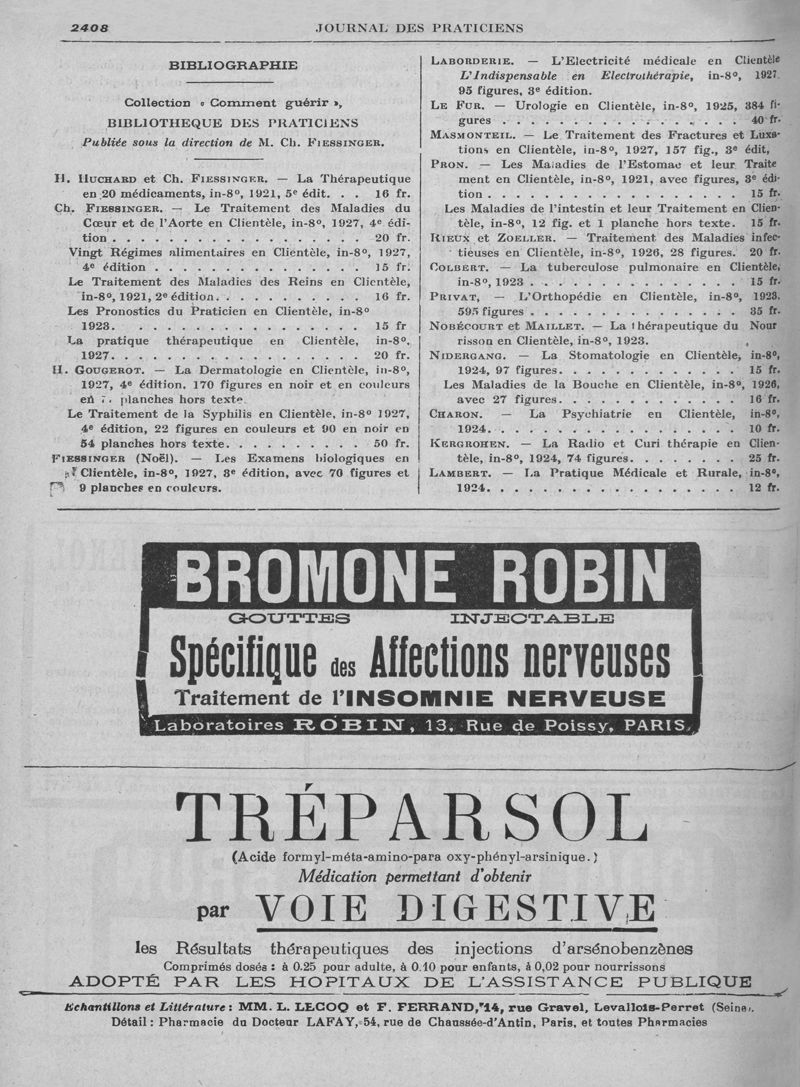 2408
JOURNAL DES PRATICIENS
BIBLIOGRAPHIE
Collection « Comment guérir »,
BIBLIOTHEQUE DES PRATICIENS
Publiée sous la direction de M. Ch. FIESSINGER.
H. HUCHARD et Ch. FIESSINGER. — La Thérapeutique
en 20 médicaments, in-8°, 1921, 5e édit. . . 16 fr.
Ch. FIESSINGER. — Le Traitement des Maladies du
Cœur et de l'Aorte en Clientèle, in-8°, 1927, 4e édi-
tion . . . . . . . . . . . . . . . . . 20 fr.
Vingt Régimes alimentaires en Clientèle, in-8°, 1927,
4e édition . . . . . . . . . . . . . . 15 fr.
Le Traitement des Maladies des Reins en Clientèle,
in-8°, 1921, 2e édition. . . . . . . . . . . 16 fr.
Les Pronostics du Praticien en Clientèle, in-8°
1923. . . . . . . . . . . . . . . . . 15 fr
La pratique thérapeutique en Clientèle, in-8°.
1927. . . . . . . . . . . . . . . . . 20 fr.
H. GOUGEROT. — La Dermatologie en Clientèle, in-8°,
1927, 4e édition, 170 figures en noir et en couleurs
en planches hors texte
Le Traitement de la Syphilis en Clientèle, in-8° 1927,
4e édition, 22 figures en couleurs et 90 en noir en
54 planches hors texte. . . . . . . . . . 50 fr.
FIESSINGER (Noël). — Les Examens biologiques en
Clientèle, in-8°, 1927, 3e édition, avec 70 figures et
9 planches en couleurs.
LABORDERIE. — L'Electricité médicale en Clientèle
L'Indispensable en Electrothérapie, in-8°, 1927
95 figures, 3e édition.
LE FUR. — Urologie en Clientèle, in-8°, 1925, 384 fi-
gures . . . . . . . . . . . . . . . . 40 fr.
MASMONTEIL. — Le Traitement des Fractures et Luxa-
tions en Clientèle, in-8°, 1927, 157 fig., 3e édit,
PRON. — Les Maladies de l'Estomac et leur Traite
ment en Clientèle, in-8°, 1921, avec figures, 3e édi-
tion . . . . . . . . . . . . . . . . . 15 fr.
Les Maladies de l'intestin et leur Traitement en Clien-
tèle, in-8°, 12 fig. et 1 planche hors texte. 15 fr.
RIEUX et ZOELLER. — Traitement des Maladies infec-
tieuses en Clientèle, in-8°, 1926, 28 figures. 20 fr.
COLBERT. — La tuberculose pulmonaire en Clientèle,
in-8°, 1923 . . . . . . . . . . . . . . 15 fr.
PRIVAT, — L'Orthopédie en Clientèle, in-8°, 1923.
595 figures . . . . . . . . . . . . . . 35 fr.
NOBÉCOURT et MAILLET. — La thérapeutique du Nour
risson en Clientèle, in-8°, 1923.
NIDERGANG. — La Stomatologie en Clientèle, in-8°,
1924, 97 figures. . . . . . . . . . . . . 15 fr.
Les Maladies de la Bouche en Clientèle, in-8°, 1926,
avec 27 figures. . . . . . . . . . . . . 16 fr.
CHARON. — La Psychiatrie en Clientèle, in-8°,
1924. . . . . . . . . . . . . . . . . 10 fr.
KERGROHEN. — La Radio et Curi thérapie en Clien-
tèle, in-8°, 1924, 74 figures. . . . . . . . 25 fr.
LAMBERT. — La Pratique Médicale et Rurale, in-8°,
1924. . . . . . . . . . . . . . . . . 12 fr.
BROMONE ROBIN
GOUTTES INJECTABLE
Spécifique des Affections nerveuses
Traitement de l'INSOMNIE NERVEUSE
Laboratoires ROBIN, 13, Rue de Poissy, PARIS,
TRÉPARSOL
(Acide formyl-méta-amino-para oxy-phényl-arsinique.)
Médication permettant d'obtenir
par VOIE DIGESTIVE
les Résultats thérapeutiques des injections d'arsénobenzènes
Comprimés dosés : à 0.25 pour adulte, à 0.10 pour enfants, à 0,02 pour nourrissons
ADOPTÉ PAR LES HOPITAUX DE L'ASSISTANCE PUBLIQUE
Echantillons et Littérature : MM. L. LECOQ et F. FERRAND, 14, rue Gravel, Levallois-Perret (Seine).
Détail : Pharmacie du Docteur LAFAY, 54, rue de Chaussée-d'Antin, Paris, et toutes Pharmacies